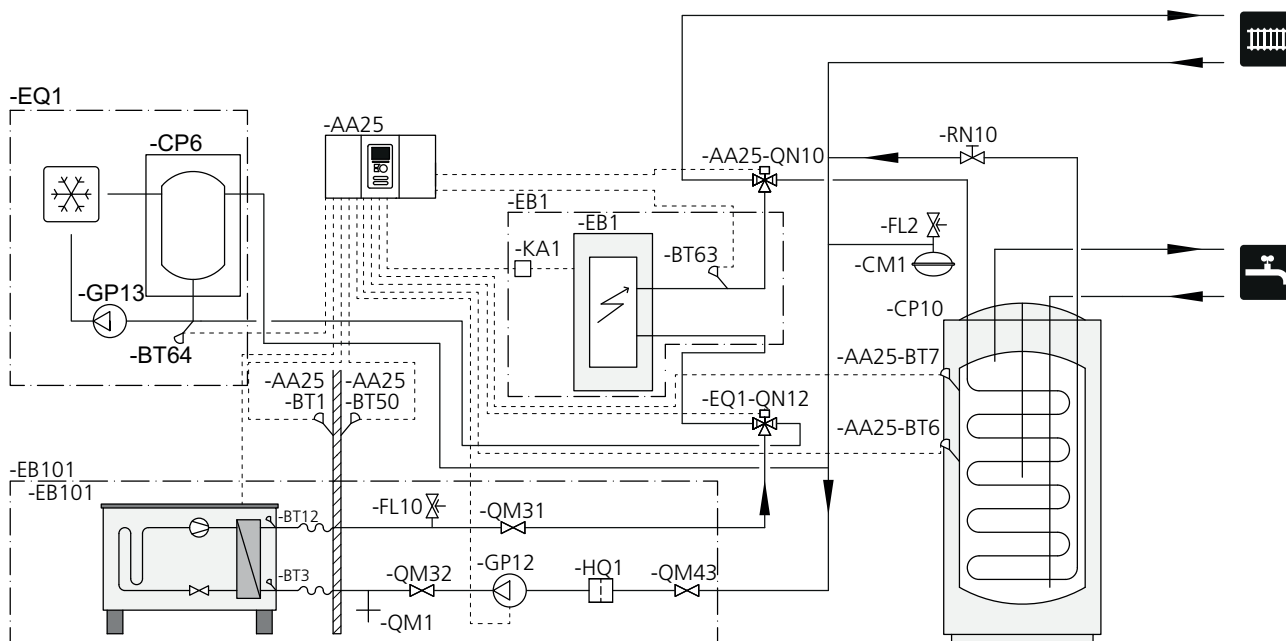 -EQ1
-CP6
-AA25
-RN10
-AA25-QN10
-EB1
-EB1
-KA1
-BT63
-FL2
-CM1
-GP13
-BT64
-CP10
-AA25-BT7
-AA25
-BT1
-AA25
-BT50
-EQ1-QN12
-AA25-BT6
-EB101
-EB101
-BT12
-FL10
-QM31
-BT3
-QM32
-GP12
-HQ1
-QM43
-QM1